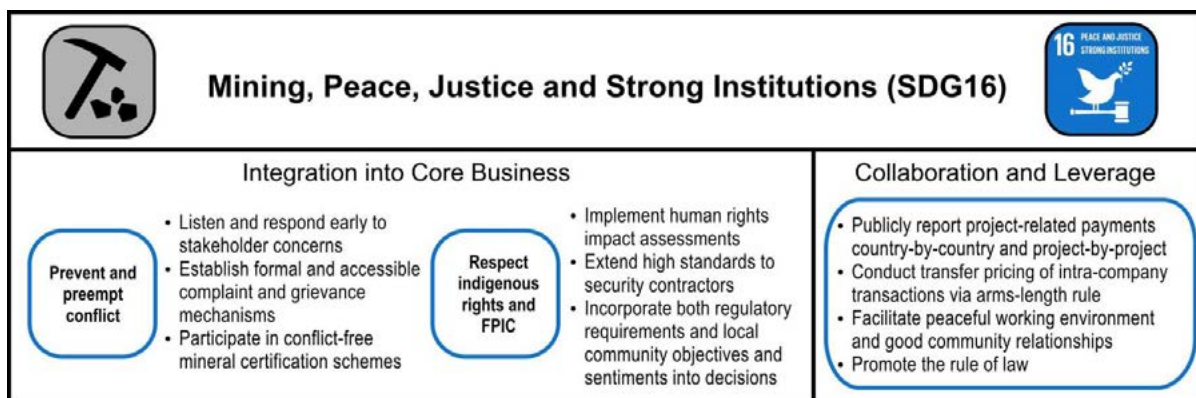 Mining, Peace, Justice and Strong Institutions (SDG16)
16 PEACE AND JUSTICE
STRONG INSTITUTIONS
Integration into Core Business
Prevent and
preempt
conflict
• Listen and respond early to
stakeholder concerns
• Establish formal and accessible
complaint and grievance
mechanisms
• Participate in conflict-free
mineral certification schemes
Respect
indigenous
rights and
FPIC
• Implement human rights
impact assessments
• Extend high standards to
security contractors
• Incorporate both regulatory
requirements and local
community objectives and
sentiments into decisions
Collaboration and Leverage
• Publicly report project-related payments
country-by-country and project-by-project
• Conduct transfer pricing of intra-company
transactions via arms-length rule
• Facilitate peaceful working environment
and good community relationships
• Promote the rule of law